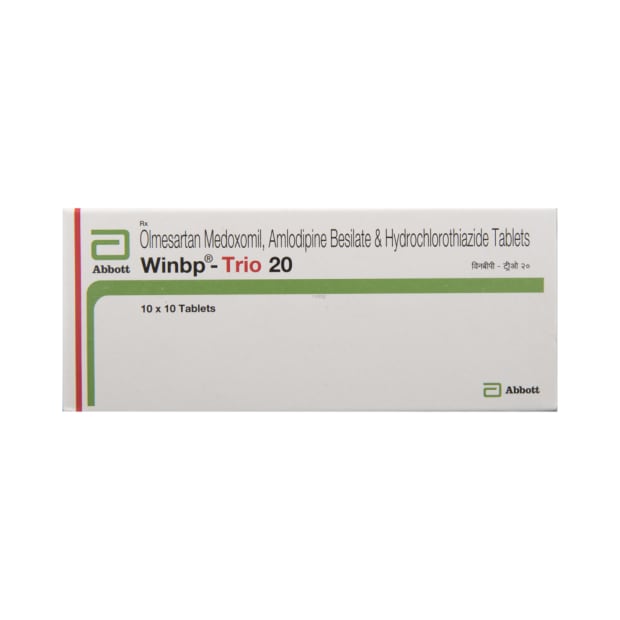 Rx
Olmesartan Medoxomil, Amlodipine Besilate & Hydrochlorothiazide Tablets
Abbott
Winbp®-Trio 20
विनबीपी - ट्रीओ २०
10 x 10 Tablets
Abbott